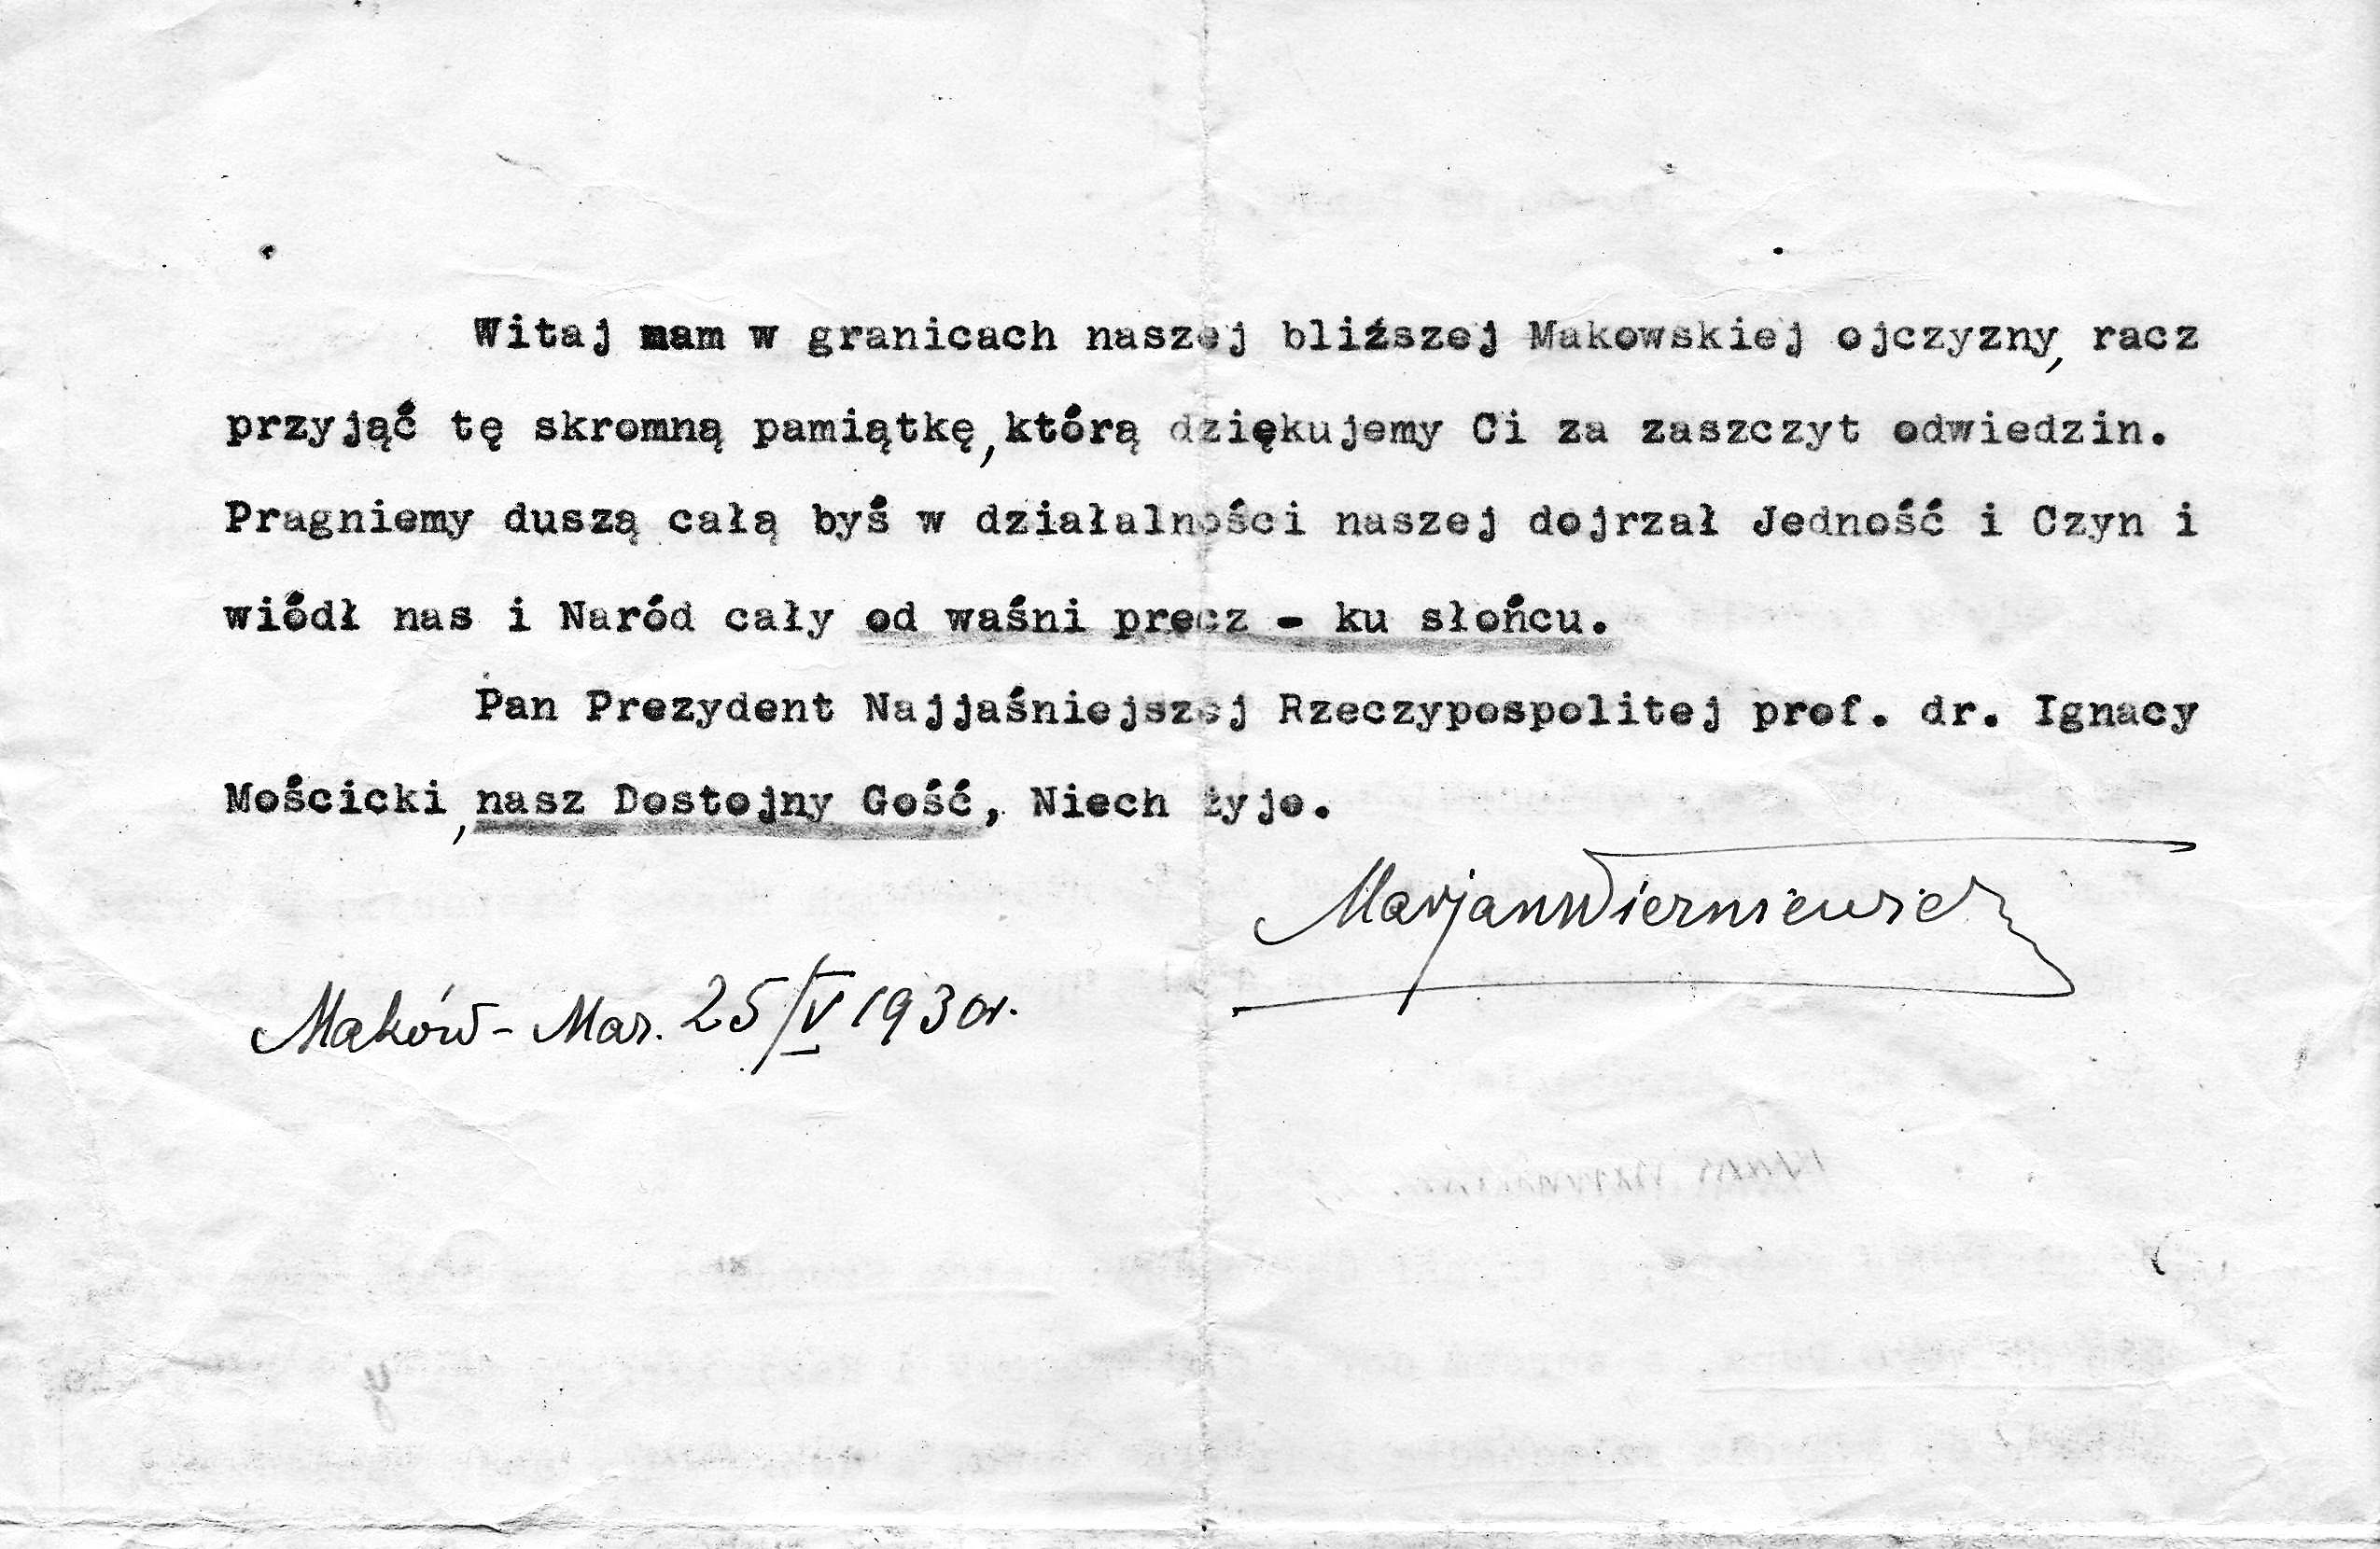 Witaj nam w granicach naszej bliższej Makowskiej ojczyzny, racz
przyjąć tę skromną pamiątkę, którą dziękujemy Ci za zaszczyt odwiedzin.
Pragniemy duszą całą byś w działalności naszej dojrzał Jedność i Czyn i
wiódł nas i Naród cały od waśni precz - ku słońcu.
Pan Prezydent Najjaśniejszej Rzeczypospolitej prof. dr. Ignacy
Mościcki, nasz Dostojny Gość, Niech żyje.
Marjan Wierniewicz
Maków - Mar. 25/V 1930r.